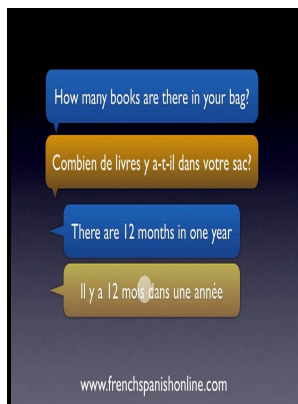 How many books are there in your bag?
Combien de livres y a-t-il dans votre sac?
There are 12 months in one year
Il y a 12 mois dans une année
www.frenchspanishonline.com